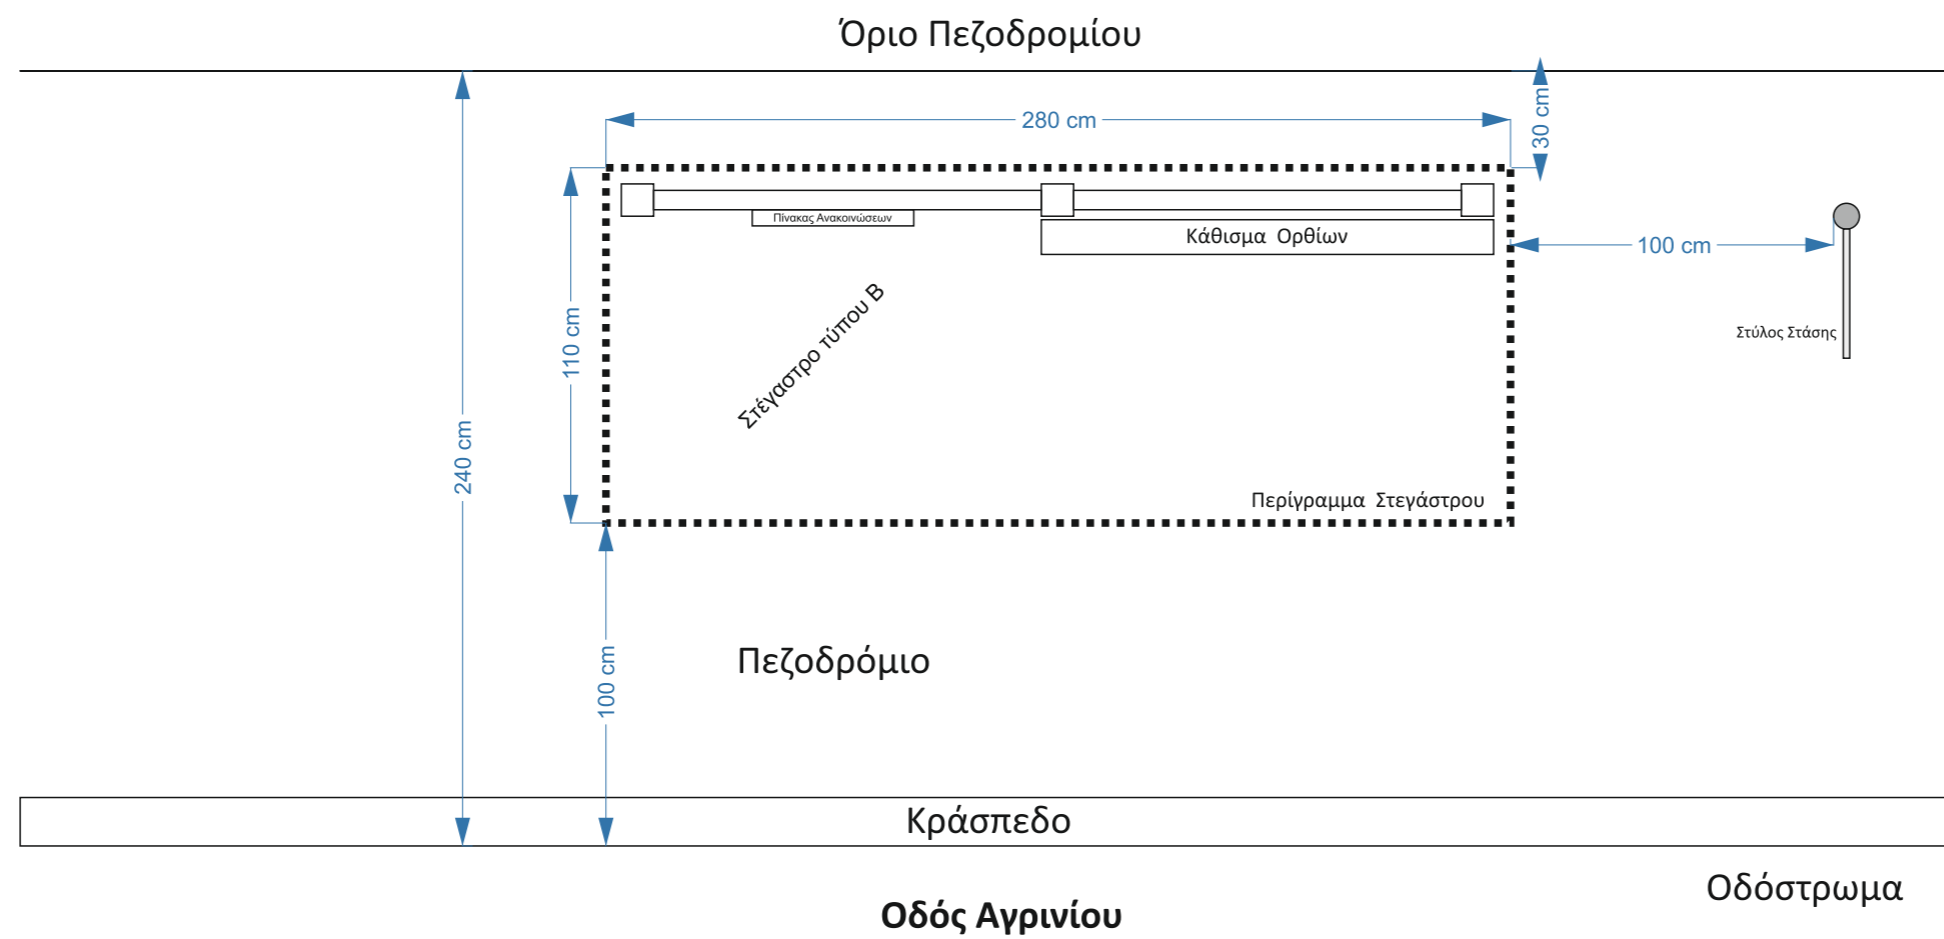 Όριο Πεζοδρομίου
280 cm
30 cm
Πίνακας Ανακοινώσεων
Κάθισμα Ορθίων
100 cm
Στέγαστρο τύπου Β
110 cm
Στύλος Στάσης
240 cm
Περίγραμμα Στεγάστρου
100 cm
Πεζοδρόμιο
Κράσπεδο
Οδόστρωμα
Οδός Αγρινίου